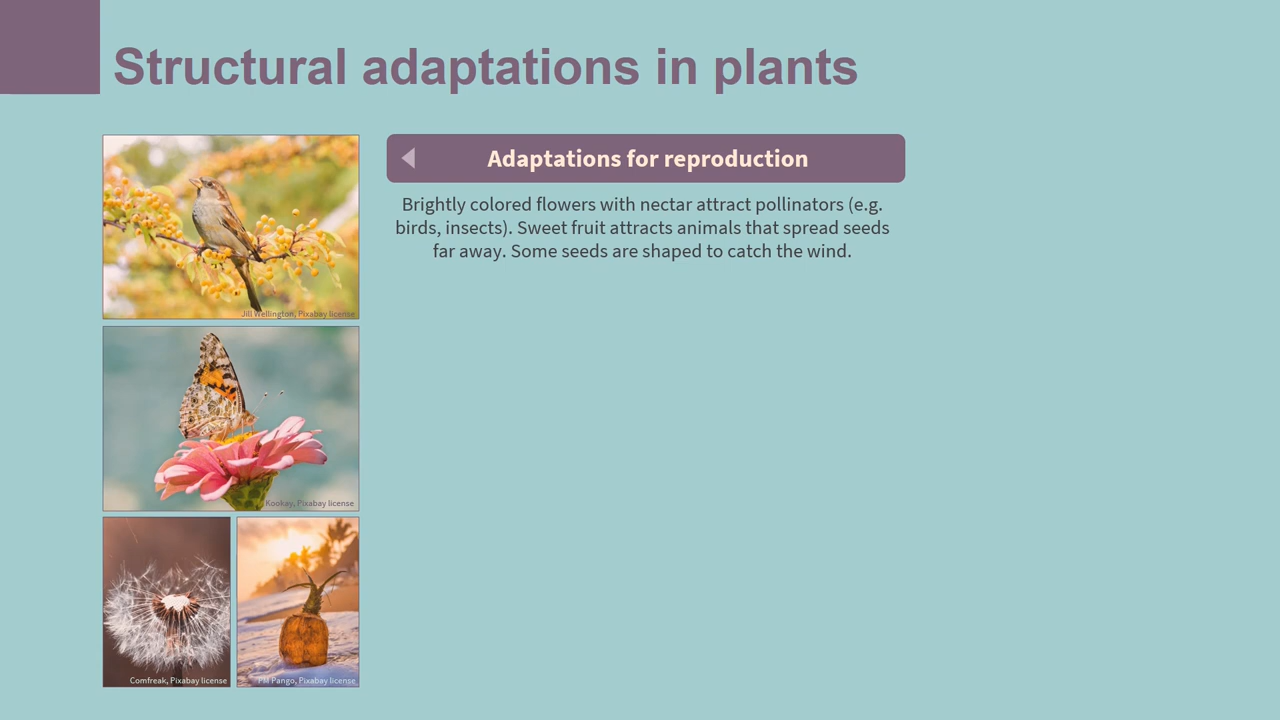 Structural adaptations in plants
Adaptations for reproduction
Brightly colored flowers with nectar attract pollinators (e.g.
birds, insects). Sweet fruit attracts animals that spread seeds
far away. Some seeds are shaped to catch the wind.
Jill Wellington, Pixabay license
Kookay, Pixabay license
Comfreak, Pixabay license
Pango, Pixabay license